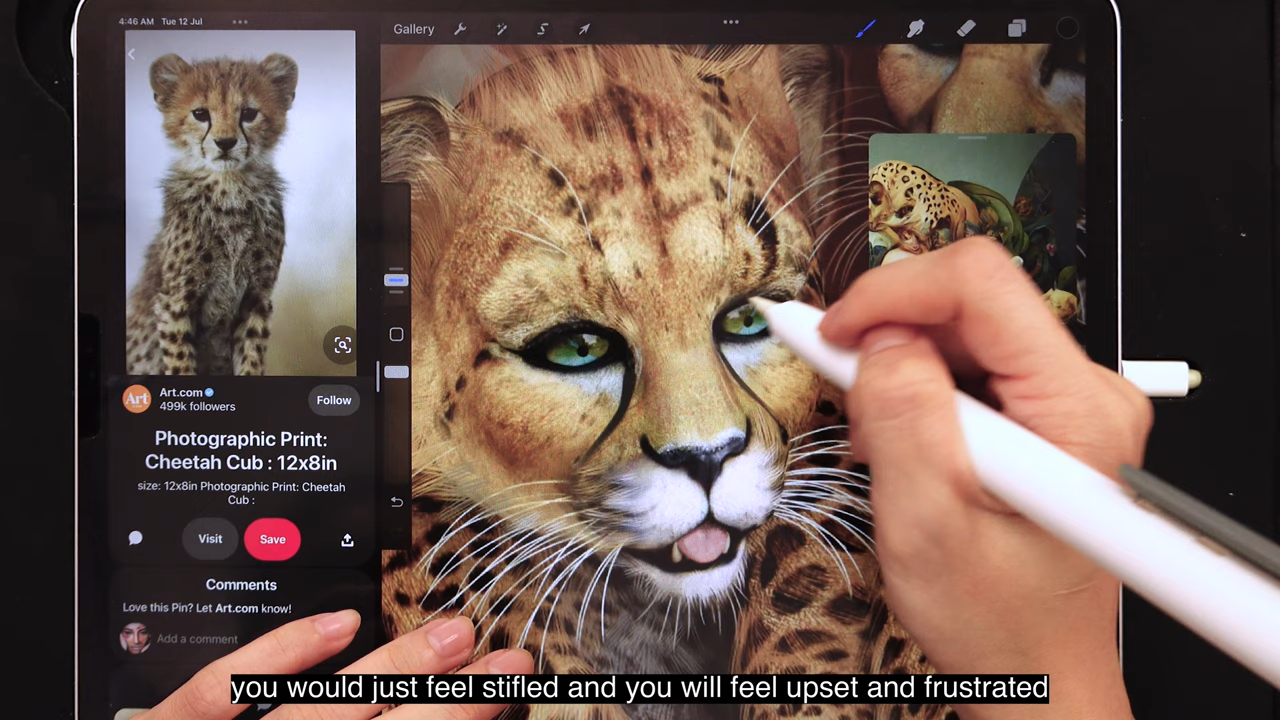 4:46 AM Tue 12 Jul
Gallery
Art
Art.com
499k followers
Follow
Photographic Print:
Cheetah Cub : 12x8in
size: 12x8in Photographic Print: Cheetah
Cub :
Visit
Save
Comments
Love this Pin? Let Art.com know!
Add a comment
you would just feel stifled and you will feel upset and frustrated